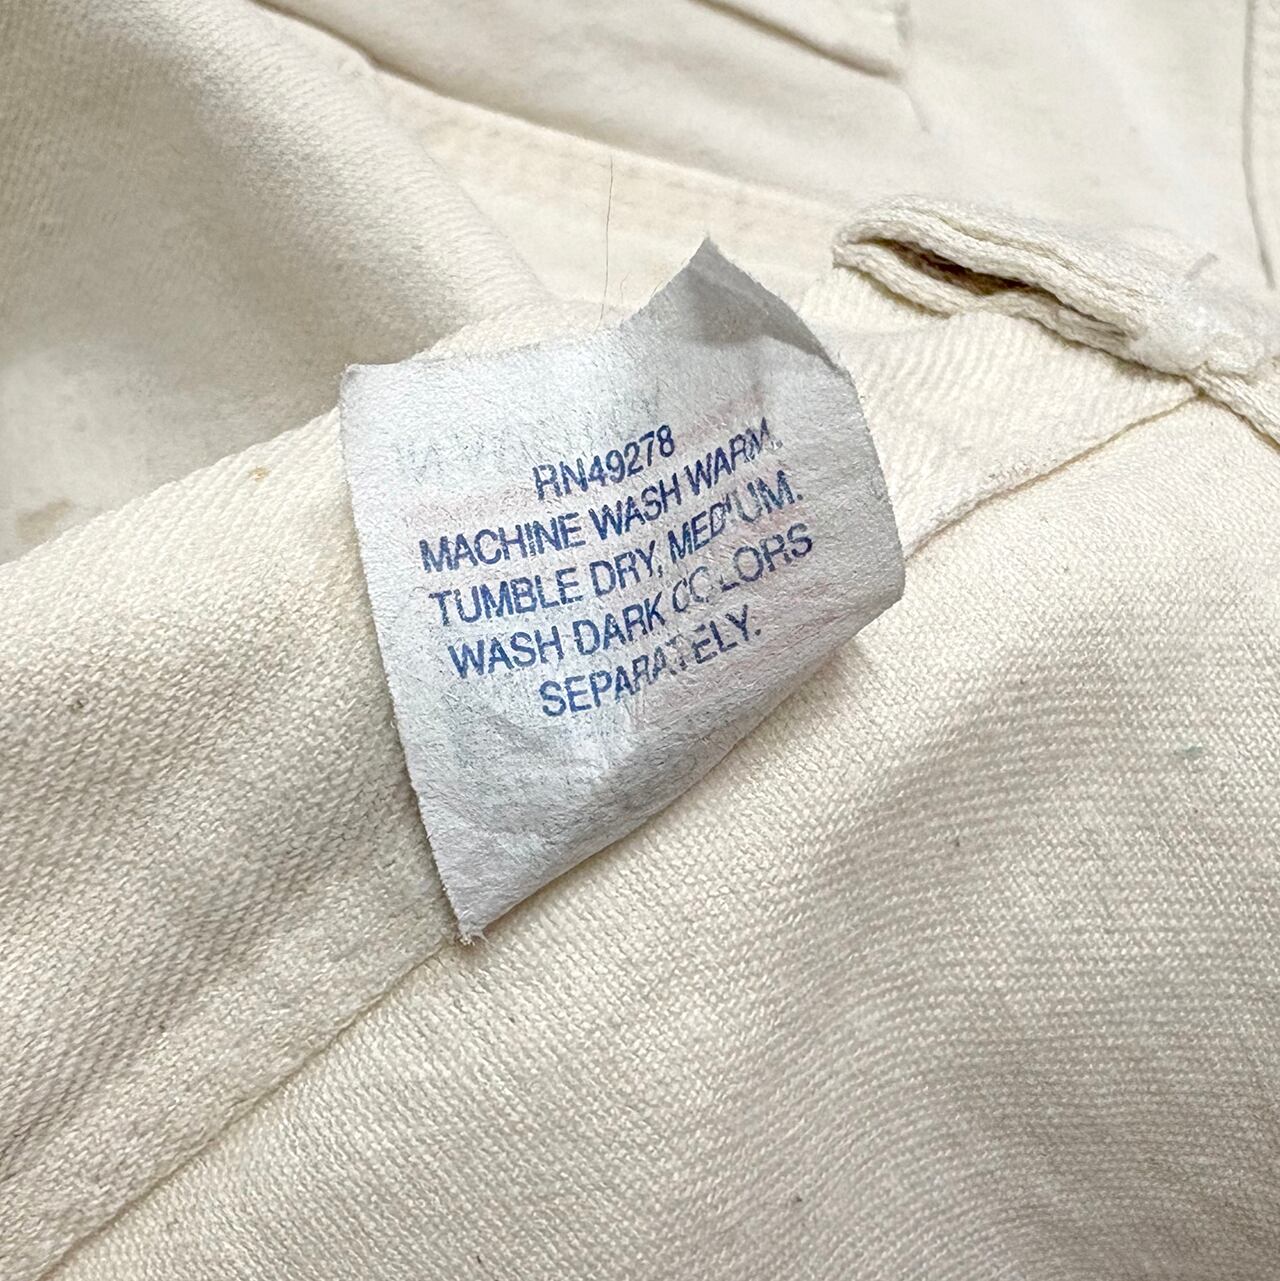 RN49278
MACHINE WASH WARM.
TUMBLE DRY, MEDIUM.
WASH DARK COLORS
SEPARATELY.